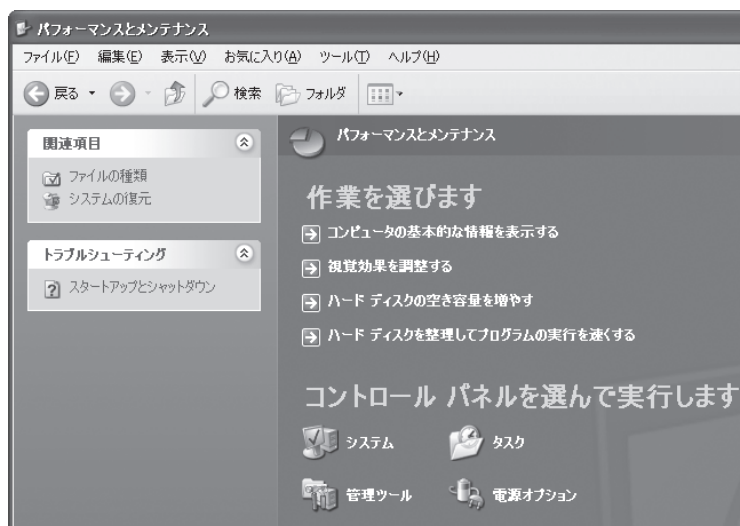 パフォーマンスとメンテナンス
ファイル(F) 編集(E) 表示(V) お気に入り(A) ツール(T) ヘルプ(H)
戻る 検索 フォルダ
関連項目
ファイルの種類
システムの復元
トラブルシューティング
スタートアップとシャットダウン
パフォーマンスとメンテナンス
作業を選びます
コンピュータの基本的な情報を表示する
視覚効果を調整する
ハード ディスクの空き容量を増やす
ハード ディスクを整理してプログラムの実行を速くする
コントロール パネルを選んで実行します
システム タスク
管理ツール 電源オプション